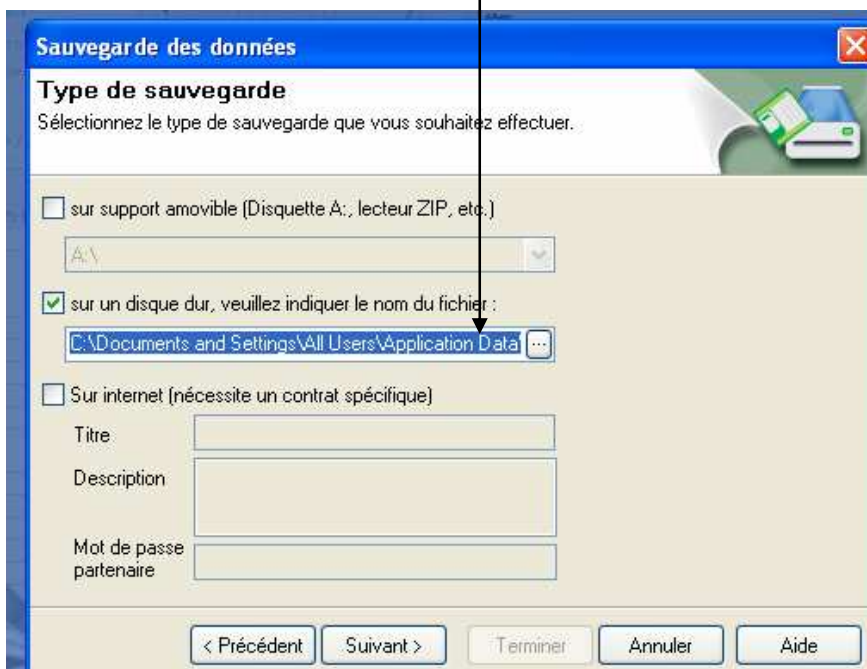 Sauvegarde des données
Type de sauvegarde
Sélectionnez le type de sauvegarde que vous souhaitez effectuer.
sur support amovible (Disquette A:, lecteur ZIP, etc.)
A:\
sur un disque dur, veuillez indiquer le nom du fichier :
C:\Documents and Settings\All Users\Application Data
...
Sur internet (nécessite un contrat spécifique)
Titre
Description
Mot de passe
partenaire
< Précédent Suivant > Terminer Annuler Aide